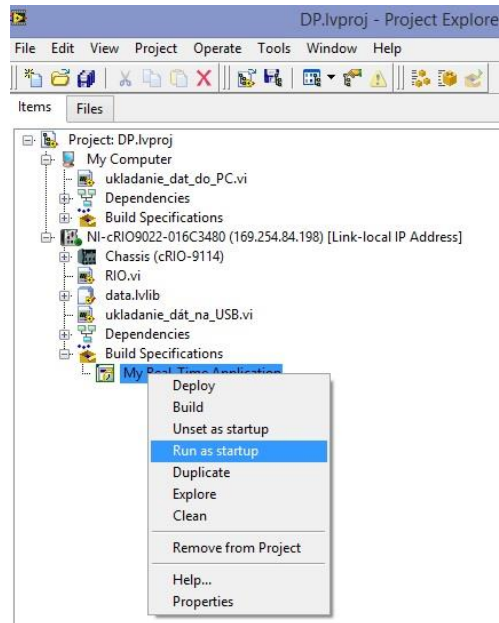 DP.lvproj - Project Explore
File Edit View Project Operate Tools Window Help
Items Files
Project: DP.lvproj
My Computer
ukladanie_dat_do_PC.vi
Dependencies
Build Specifications
NI-cRIO9022-016C3480 (169.254.84.198) [Link-local IP Address]
Chassis (cRIO-9114)
RIO.vi
data.lvlib
ukladanie_dát_na_USB.vi
Dependencies
Build Specifications
My Real-Time Application
Deploy
Build
Unset as startup
Run as startup
Duplicate
Explore
Clean
Remove from Project
Help...
Properties